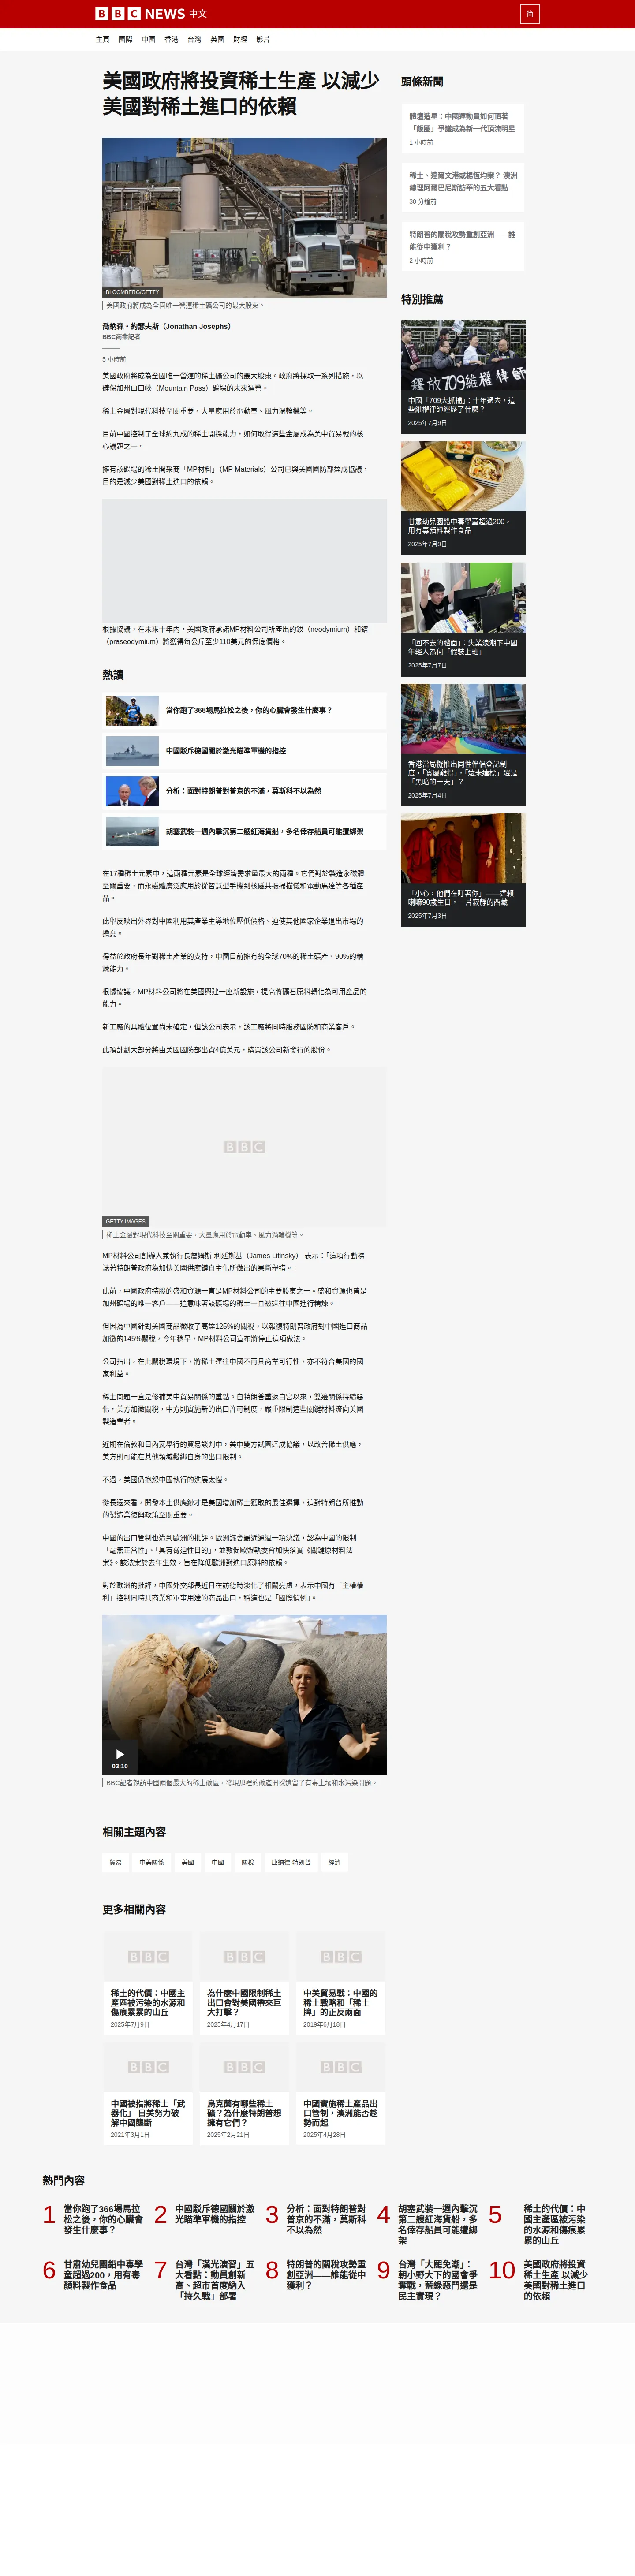 BBC NEWS 中文
简
主頁 國際 中國 香港 台灣 英國 財經 影片
美國政府將投資稀土生產 以減少
美國對稀土進口的依賴
BLOOMBERG/GETTY
美國政府將成為全國唯一營運稀土礦公司的最大股東。
喬納森·約瑟夫斯（Jonathan Josephs）
BBC商業記者
5 小時前
美國政府將成為全國唯一營運的稀土礦公司的最大股東。政府將採取一系列措施，以
確保加州山口峽（Mountain Pass）礦場的未來運營。
稀土金屬對現代科技至關重要，大量應用於電動車、風力渦輪機等。
目前中國控制了全球約九成的稀土開採能力，如何取得這些金屬成為美中貿易戰的核
心議題之一。
擁有該礦場的稀土開采商「MP材料」（MP Materials）公司已與美國國防部達成協議，
目的是減少美國對稀土進口的依賴。
根據協議，在未來十年內，美國政府承諾MP材料公司所產出的釹（neodymium）和鐠
（praseodymium）將獲得每公斤至少110美元的保底價格。
熱讀
當你跑了366場馬拉松之後，你的心臟會發生什麼事？
中國駁斥德國關於激光瞄準軍機的指控
分析：面對特朗普對普京的不滿，莫斯科不以為然
胡塞武裝一週內擊沉第二艘紅海貨船，多名倖存船員可能遭綁架
在17種稀土元素中，這兩種元素是全球經濟需求量最大的兩種。它們對於製造永磁體
至關重要，而永磁體廣泛應用於從智慧型手機到核磁共振掃描儀和電動馬達等各種產
品。
此舉反映出外界對中國利用其產業主導地位壓低價格、迫使其他國家企業退出市場的
擔憂。
得益於政府長年對稀土產業的支持，中國目前擁有約全球70%的稀土礦產、90%的精
煉能力。
根據協議，MP材料公司將在美國興建一座新設施，提高將礦石原料轉化為可用產品的
能力。
新工廠的具體位置尚未確定，但該公司表示，該工廠將同時服務國防和商業客戶。
此項計劃大部分將由美國國防部出資4億美元，購買該公司新發行的股份。
BBC
GETTY IMAGES
稀土金屬對現代科技至關重要，大量應用於電動車、風力渦輪機等。
MP材料公司創辦人兼執行長詹姆斯·利廷斯基（James Litinsky） 表示：「這項行動標
誌著特朗普政府為加快美國供應鏈自主化所做出的果斷舉措。」
此前，中國政府持股的盛和資源一直是MP材料公司的主要股東之一。盛和資源也曾是
加州礦場的唯一客戶——這意味著該礦場的稀土一直被送往中國進行精煉。
但因為中國針對美國商品徵收了高達125%的關稅，以報復特朗普政府對中國進口商品
加徵的145%關稅，今年稍早，MP材料公司宣布將停止這項做法。
公司指出，在此關稅環境下，將稀土運往中國不再具商業可行性，亦不符合美國的國
家利益。
稀土問題一直是修補美中貿易關係的重點。自特朗普重返白宮以來，雙邊關係持續惡
化，美方加徵關稅，中方則實施新的出口許可制度，嚴重限制這些關鍵材料流向美國
製造業者。
近期在倫敦和日內瓦舉行的貿易談判中，美中雙方試圖達成協議，以改善稀土供應，
美方則可能在其他領域鬆綁自身的出口限制。
不過，美國仍抱怨中國執行的進展太慢。
從長遠來看，開發本土供應鏈才是美國增加稀土獲取的最佳選擇，這對特朗普所推動
的製造業復興政策至關重要。
中國的出口管制也遭到歐洲的批評。歐洲議會最近通過一項決議，認為中國的限制
「毫無正當性」、「具有脅迫性目的」，並敦促歐盟執委會加快落實《關鍵原材料法
案》。該法案於去年生效，旨在降低歐洲對進口原料的依賴。
對於歐洲的批評，中國外交部長近日在訪德時淡化了相關憂慮，表示中國有「主權權
利」控制同時具商業和軍事用途的商品出口，稱這也是「國際慣例」。
03:10
BBC記者親訪中國兩個最大的稀土礦區，發現那裡的礦產開採遺留了有毒土壤和水污染問題。
相關主題內容
貿易 中美關係 美國 中國 關稅 唐納德·特朗普 經濟
更多相關內容
BBC BBC BBC
稀土的代價：中國主
產區被污染的水源和
傷痕累累的山丘
2025年7月9日
為什麼中國限制稀土
出口會對美國帶來巨
大打擊？
2025年4月17日
中美貿易戰：中國的
稀土戰略和「稀土
牌」的正反兩面
2019年6月18日
BBC BBC BBC
中國被指將稀土「武
器化」 日美努力破
解中國壟斷
2021年3月1日
烏克蘭有哪些稀土
礦？為什麼特朗普想
擁有它們？
2025年2月21日
中國實施稀土產品出
口管制，澳洲能否趁
勢而起
2025年4月28日
頭條新聞
體壇造星：中國運動員如何頂著
「飯圈」爭議成為新一代頂流明星
1 小時前
稀土、達爾文港或楊恆均案？ 澳洲
總理阿爾巴尼斯訪華的五大看點
30 分鐘前
特朗普的關稅攻勢重創亞洲——誰
能從中獲利？
2 小時前
特別推薦
釋放709維權律師
中國「709大抓捕」：十年過去，這
些維權律師經歷了什麼？
2025年7月9日
甘肅幼兒園鉛中毒學童超過200，
用有毒顏料製作食品
2025年7月9日
「回不去的體面」：失業浪潮下中國
年輕人為何「假裝上班」
2025年7月7日
香港當局擬推出同性伴侶登記制
度，「實屬難得」，「遠未達標」還是
「黑暗的一天」？
2025年7月4日
「小心，他們在盯著你」——達賴
喇嘛90歲生日，一片寂靜的西藏
2025年7月3日
熱門內容
1
當你跑了366場馬拉
松之後，你的心臟會
發生什麼事？
2
中國駁斥德國關於激
光瞄準軍機的指控
3
分析：面對特朗普對
普京的不滿，莫斯科
不以為然
4
胡塞武裝一週內擊沉
第二艘紅海貨船，多
名倖存船員可能遭綁
架
5
稀土的代價：中
國主產區被污染
的水源和傷痕累
累的山丘
6
甘肅幼兒園鉛中毒學
童超過200，用有毒
顏料製作食品
7
台灣「漢光演習」五
大看點：動員創新
高、超市首度納入
「持久戰」部署
8
特朗普的關稅攻勢重
創亞洲——誰能從中
獲利？
9
台灣「大罷免潮」：
朝小野大下的國會爭
奪戰，藍綠惡鬥還是
民主實現？
10
美國政府將投資
稀土生產 以減少
美國對稀土進口
的依賴